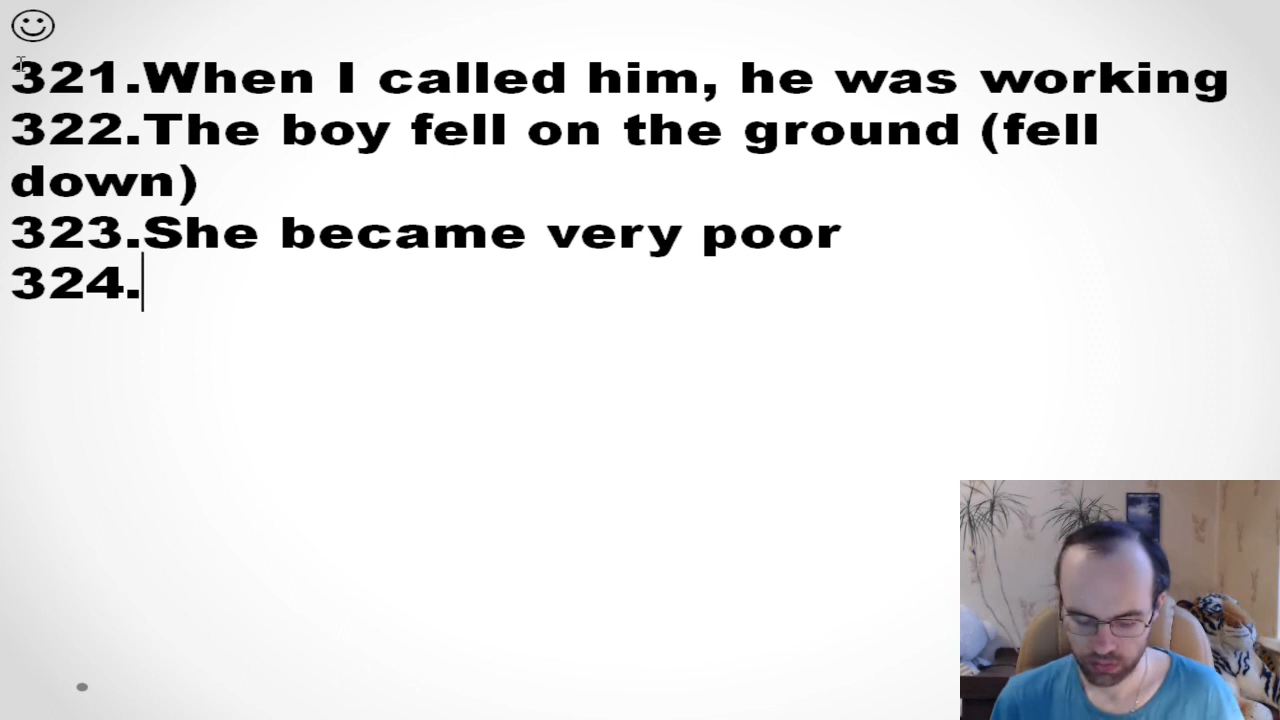 321.When I called him, he was working
322.The boy fell on the ground (fell
down)
323.She became very poor
324.